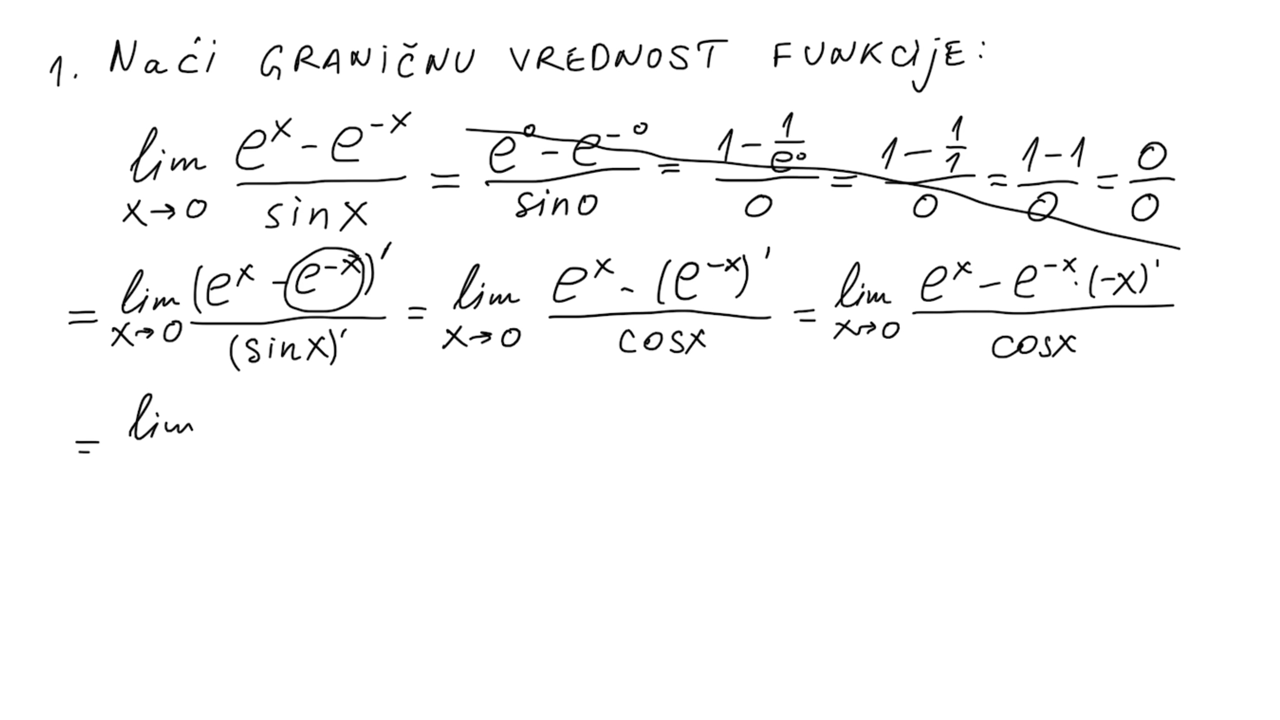 1. Naći GRANIČNU VREDNOST FUNKCIJE:
lim x→0 (e^x - e^-x)/(sin x) = (e^0 - e^-0)/(sin 0) = (1 - 1/e^0)/0 = (1 - 1/1)/0 = (1-1)/0 = 0/0
= lim x→0 (e^x - e^-x)'/(sin x)' = lim x→0 (e^x - (e^-x)')/(cos x) = lim x→0 (e^x - e^-x · (-x)')/(cos x)
= lim